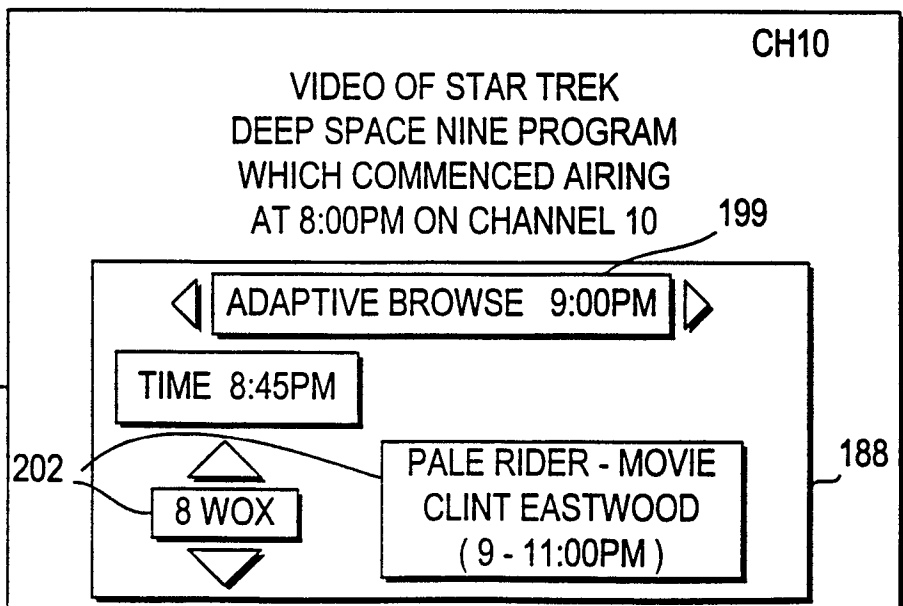 CH10
VIDEO OF STAR TREK
DEEP SPACE NINE PROGRAM
WHICH COMMENCED AIRING
AT 8:00PM ON CHANNEL 10
199
ADAPTIVE BROWSE 9:00PM
TIME 8:45PM
202
8 WOX
PALE RIDER - MOVIE
CLINT EASTWOOD
( 9 - 11:00PM )
188